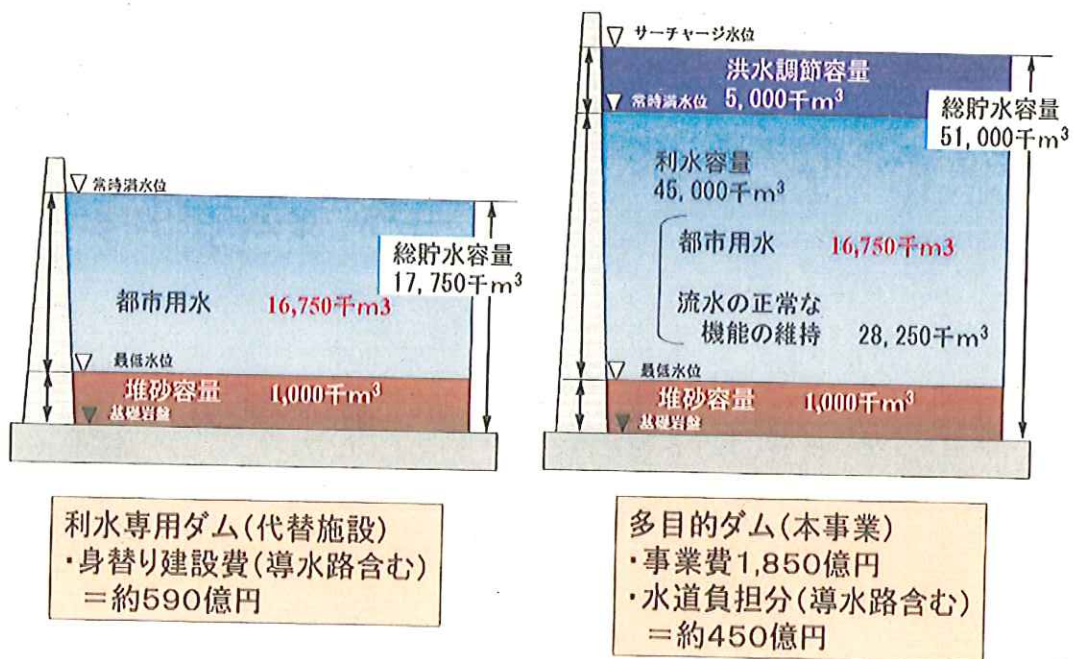 ▽常時満水位
総貯水容量
17,750千m³
都市用水 16,750千m3
▽最低水位
堆砂容量 1,000千m³
▼基礎岩盤
利水専用ダム(代替施設)
・身替り建設費(導水路含む)
＝約590億円
▽サーチャージ水位
洪水調節容量
▼常時満水位 5,000千m³
総貯水容量
51,000千m³
利水容量
45,000千m³
都市用水 16,750千m3
流水の正常な
機能の維持 28,250千m³
▽最低水位
堆砂容量 1,000千m³
▼基礎岩盤
多目的ダム(本事業)
・事業費1,850億円
・水道負担分(導水路含む)
＝約450億円